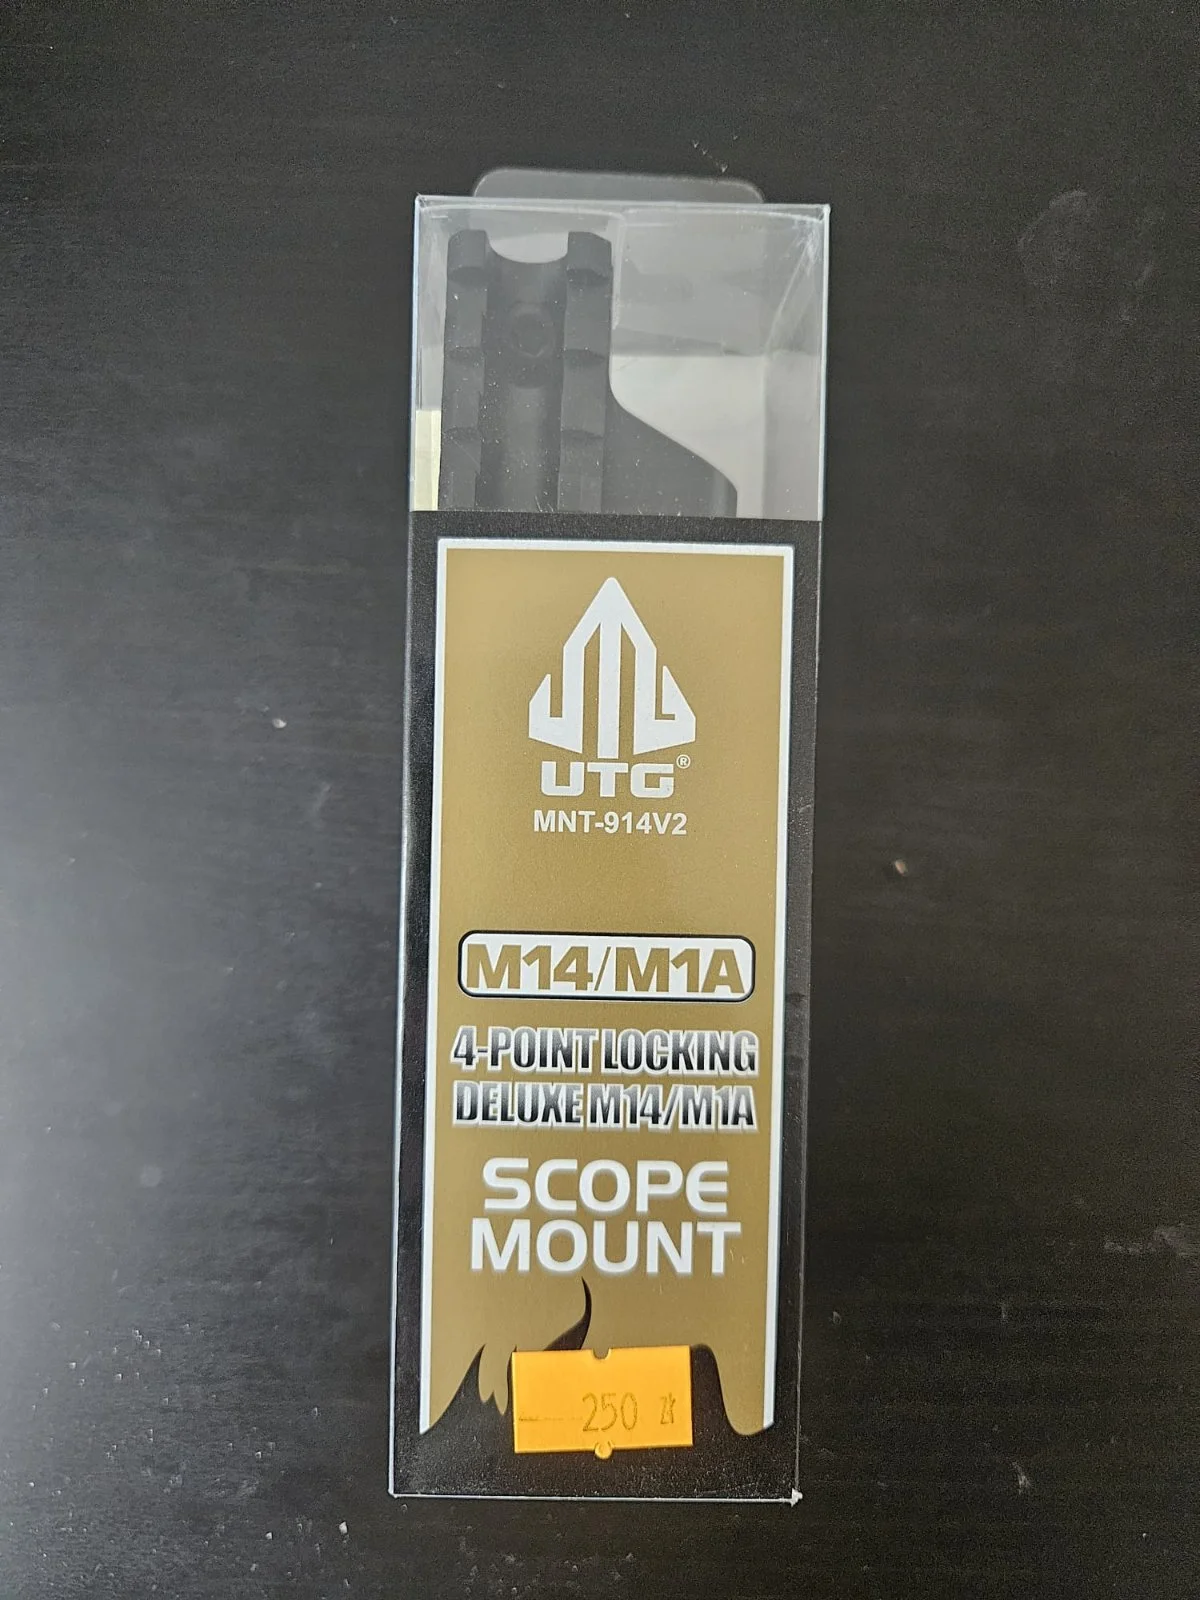 UTG®
MNT-914V2
M14/M1A
4-POINT LOCKING
DELUXE M14/M1A
SCOPE
MOUNT
250 zł